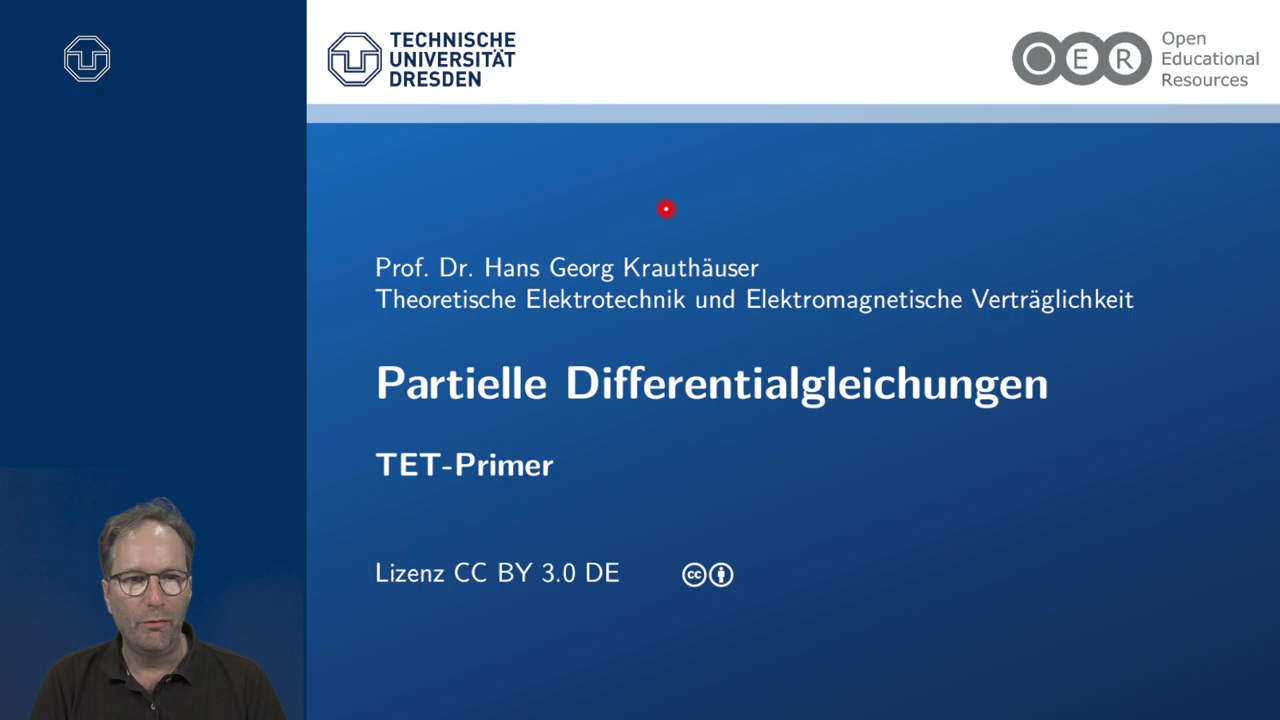 TECHNISCHE
UNIVERSITÄT
DRESDEN
Open
Educational
Resources
O E R
Prof. Dr. Hans Georg Krauthäuser
Theoretische Elektrotechnik und Elektromagnetische Verträglichkeit
Partielle Differentialgleichungen
TET-Primer
Lizenz CC BY 3.0 DE
cc